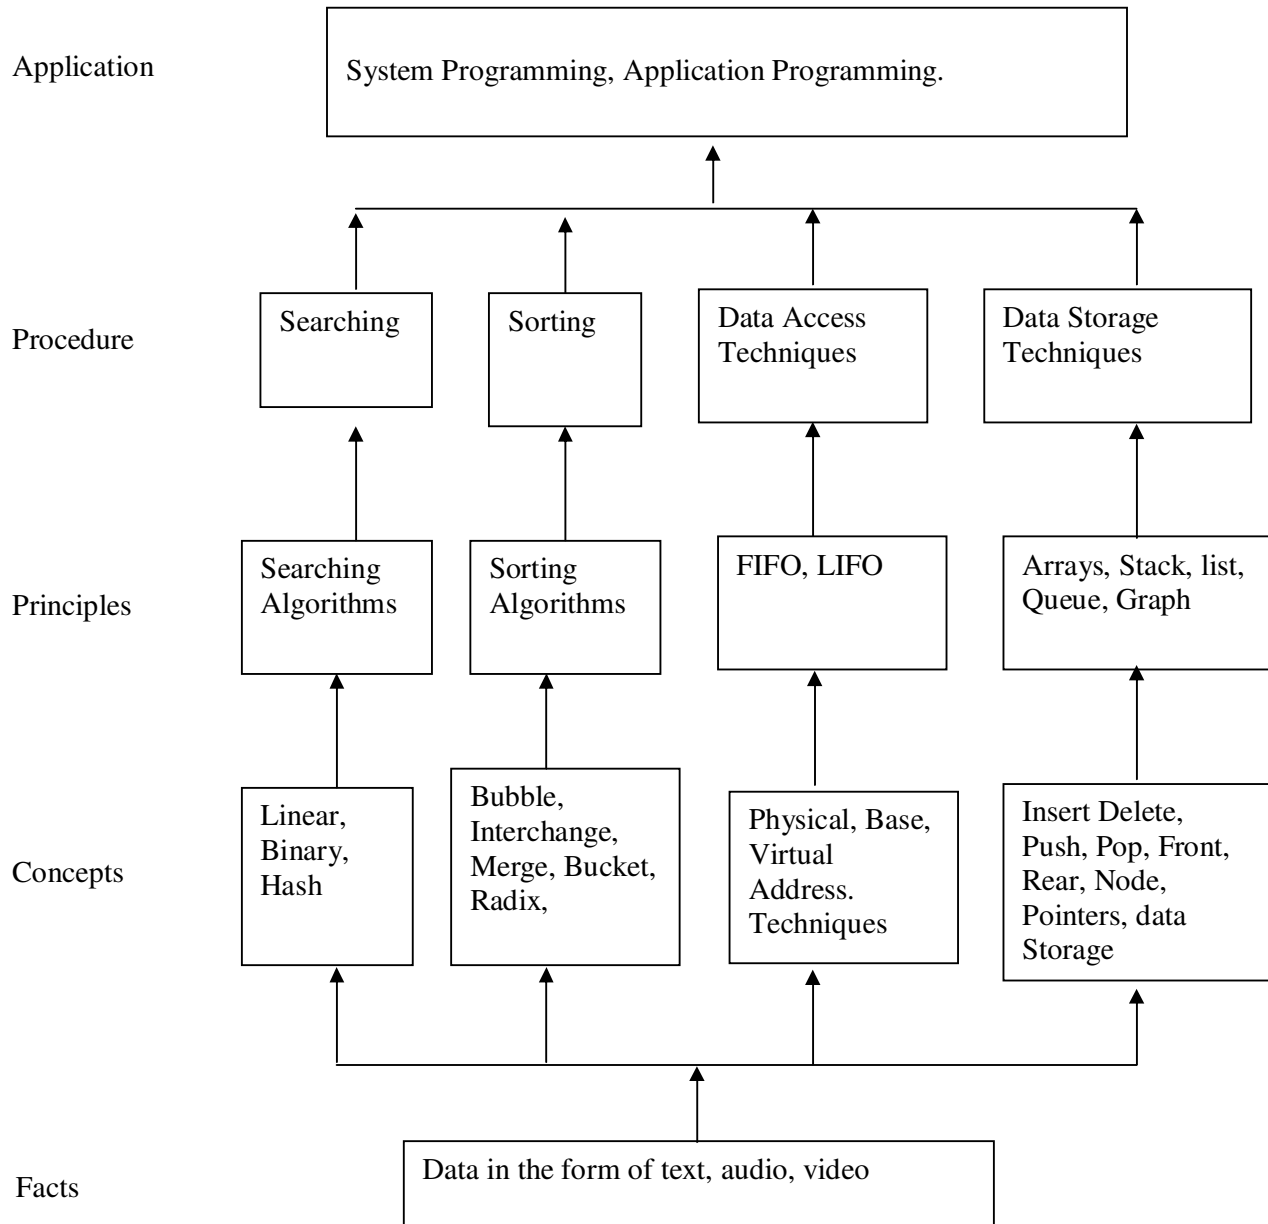 Application
System Programming, Application Programming.
Procedure
Searching
Sorting
Data Access
Techniques
Data Storage
Techniques
Principles
Searching
Algorithms
Sorting
Algorithms
FIFO, LIFO
Arrays, Stack, list,
Queue, Graph
Concepts
Linear,
Binary,
Hash
Bubble,
Interchange,
Merge, Bucket,
Radix,
Physical, Base,
Virtual
Address.
Techniques
Insert Delete,
Push, Pop, Front,
Rear, Node,
Pointers, data
Storage
Facts
Data in the form of text, audio, video